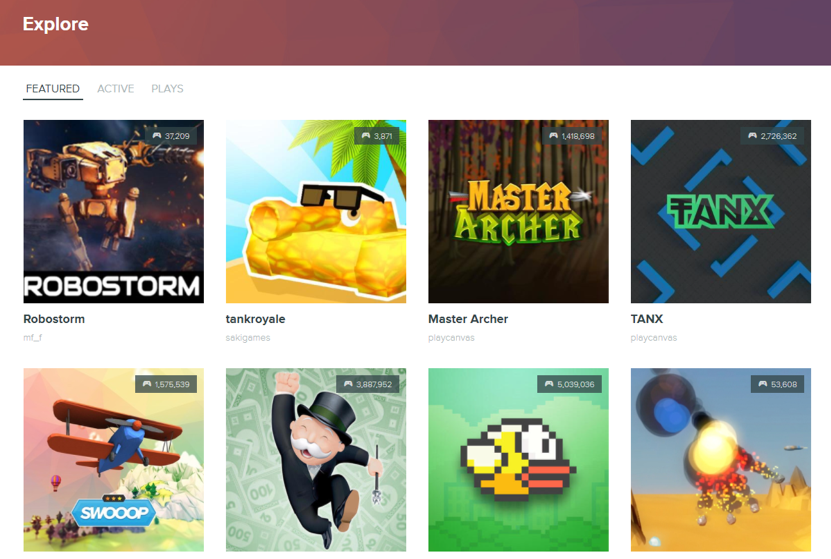 Explore
FEATURED ACTIVE PLAYS
37,209
3,871
1,418,698
2,726,362
ROBOSTORM
MASTER
ARCHER
TANX
Robostorm
tankroyale
Master Archer
TANX
mf_f
sakigames
playcanvas
playcanvas
1,575,539
3,887,952
5,039,036
53,608
SWOOOP